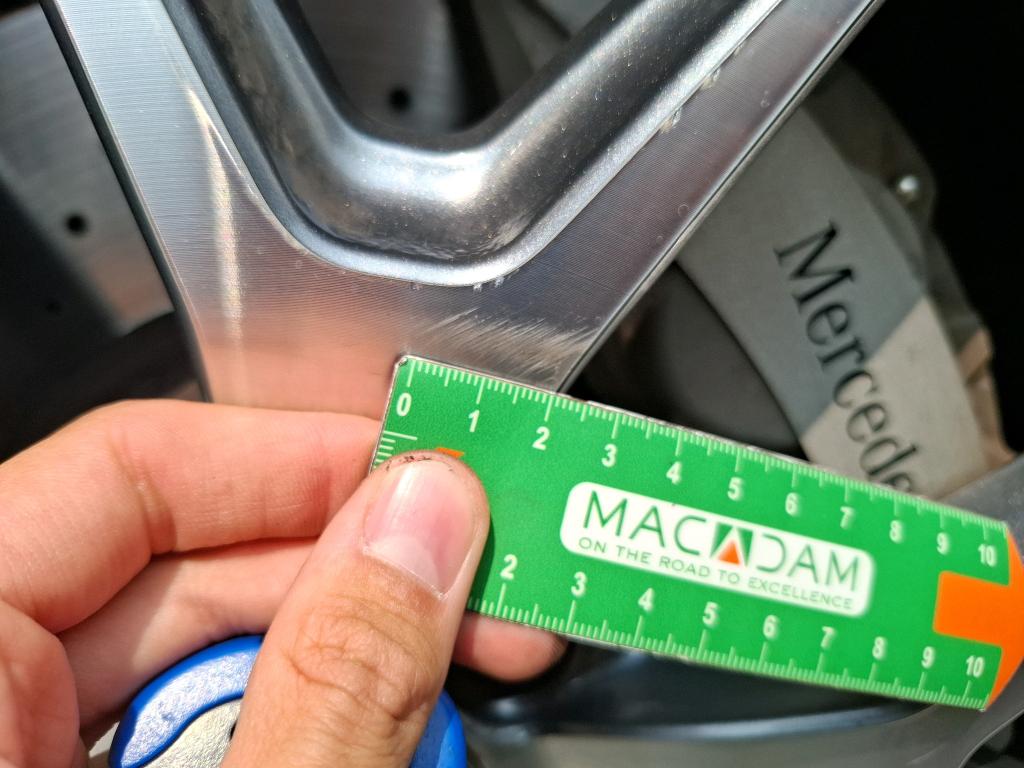 Mercedes
0 1 2 3 4 5 6 7 8 9 10
MACADAM
ON THE ROAD TO EXCELLENCE
2 3 4 5 6 7 8 9 10